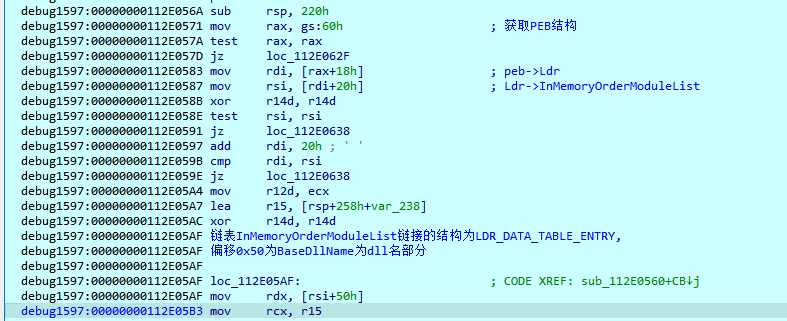 debug1597:00000000112E056A sub rsp, 220h
debug1597:00000000112E0571 mov rax, gs:60h ; 获取PEB结构
debug1597:00000000112E057A test rax, rax
debug1597:00000000112E057D jz loc_112E062F
debug1597:00000000112E0583 mov rdi, [rax+18h] ; peb->Ldr
debug1597:00000000112E0587 mov rsi, [rdi+20h] ; Ldr->InMemoryOrderModuleList
debug1597:00000000112E058B xor r14d, r14d
debug1597:00000000112E058E test rsi, rsi
debug1597:00000000112E0591 jz loc_112E0638
debug1597:00000000112E0597 add rdi, 20h ; ' '
debug1597:00000000112E059B cmp rdi, rsi
debug1597:00000000112E059E jz loc_112E0638
debug1597:00000000112E05A4 mov r12d, ecx
debug1597:00000000112E05A7 lea r15, [rsp+258h+var_238]
debug1597:00000000112E05AC xor r14d, r14d
debug1597:00000000112E05AF 链表InMemoryOrderModuleList链接的结构为LDR_DATA_TABLE_ENTRY,
debug1597:00000000112E05AF 偏移0x50为BaseDllName为dll名部分
debug1597:00000000112E05AF
debug1597:00000000112E05AF loc_112E05AF: ; CODE XREF: sub_112E0560+CB↓j
debug1597:00000000112E05AF mov rdx, [rsi+50h]
debug1597:00000000112E05B3 mov rcx, r15